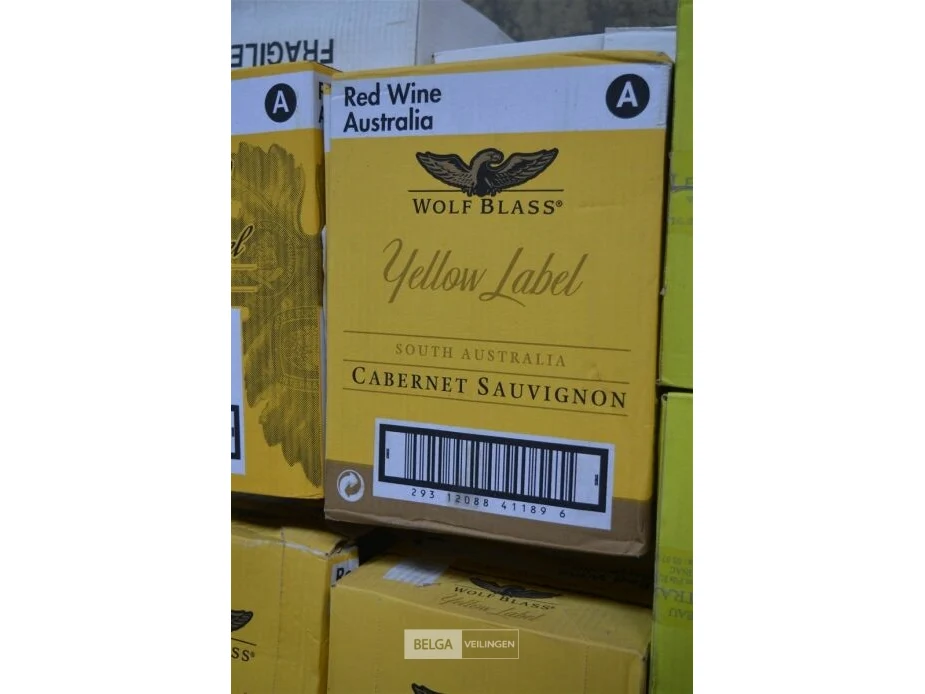 FRAGILE
A
Red Wine
Australia
A
WOLF BLASS®
Yellow Label
SOUTH AUSTRALIA
CABERNET SAUVIGNON
293 12088 41189 6
WOLF BLASS
Yellow Label
BLASS®
BELGA VEILINGEN